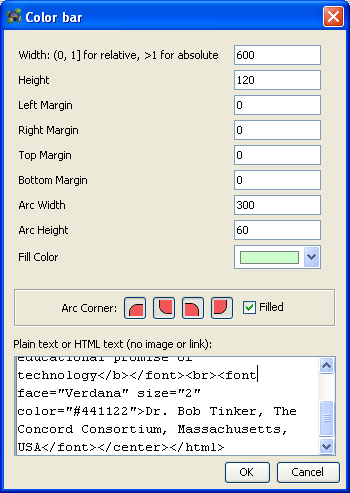 Color bar
Width: (0, 1] for relative, >1 for absolute 600
Height 120
Left Margin 0
Right Margin 0
Top Margin 0
Bottom Margin 0
Arc Width 300
Arc Height 60
Fill Color
Arc Corner: Filled
Plain text or HTML text (no image or link):
educational promise of
technology</b></font><br><font
face="Verdana" size="2"
color="#441122">Dr. Bob Tinker, The
Concord Consortium, Massachusetts,
USA</font></center></html>
OK Cancel